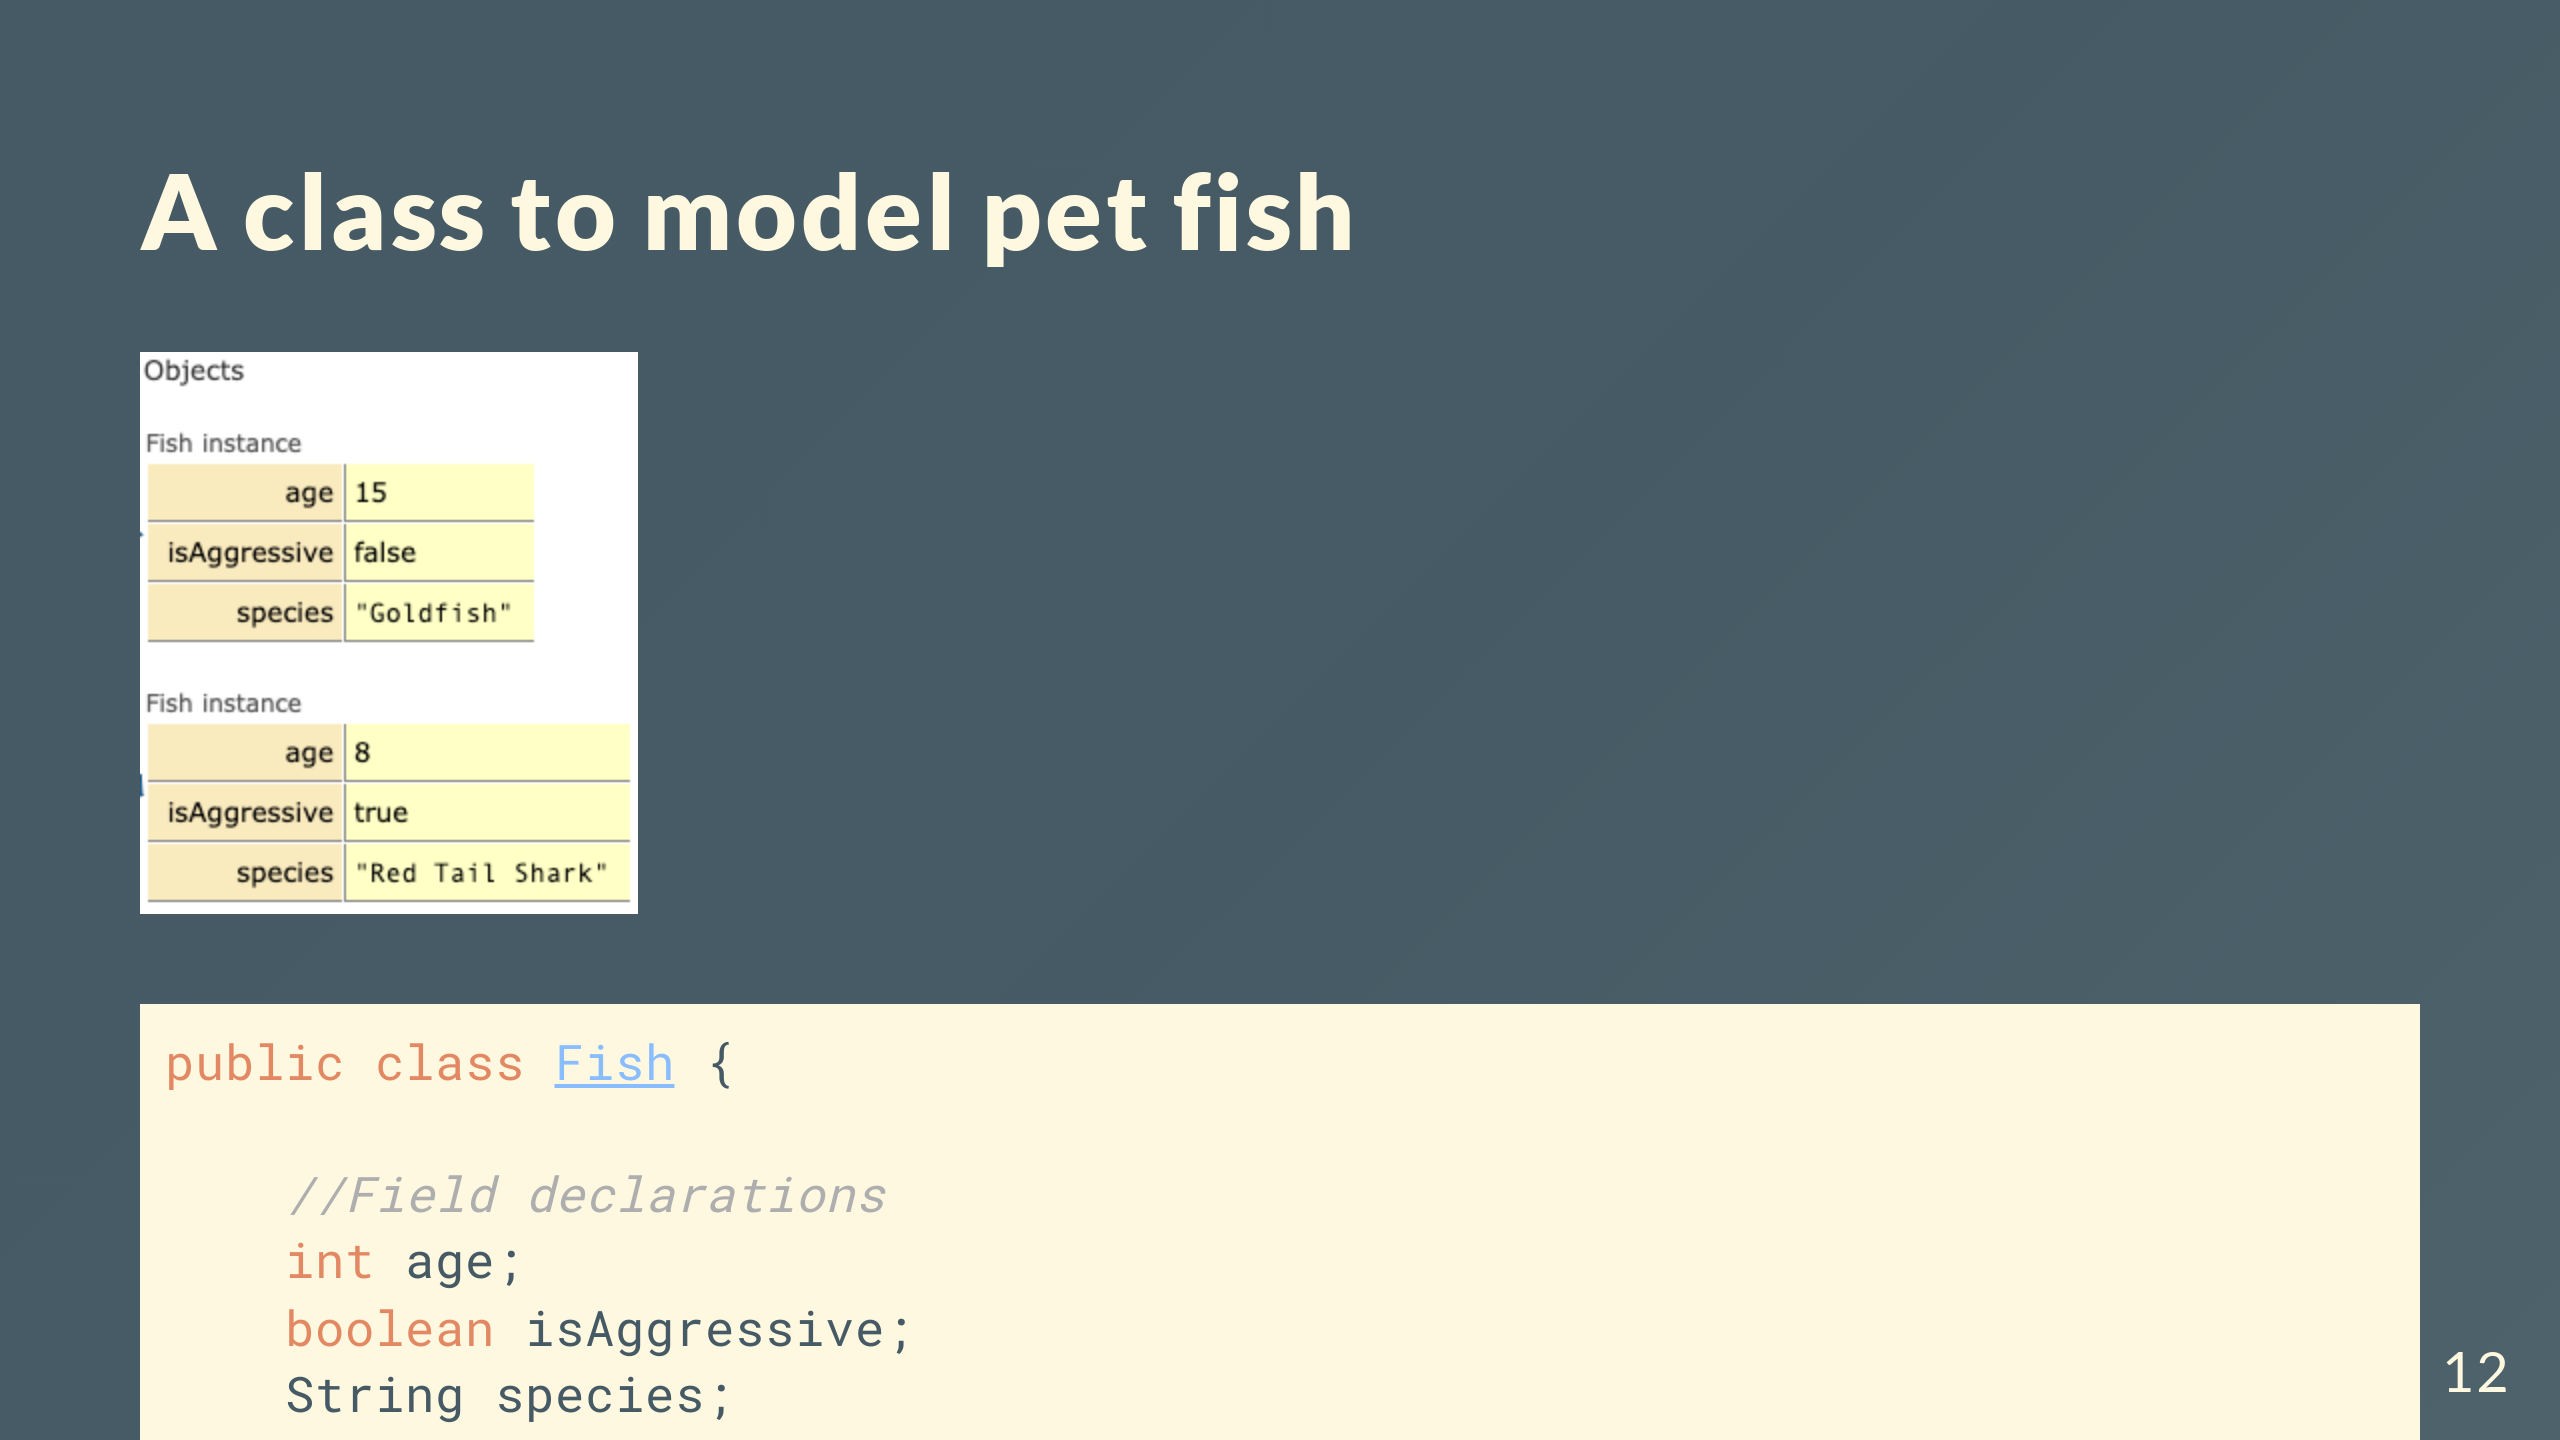 A class to model pet fish
Objects
Fish instance
age 15
isAggressive false
species "Goldfish"
Fish instance
age 8
isAggressive true
species "Red Tail Shark"
public class Fish {
//Field declarations
int age;
boolean isAggressive;
String species;
12